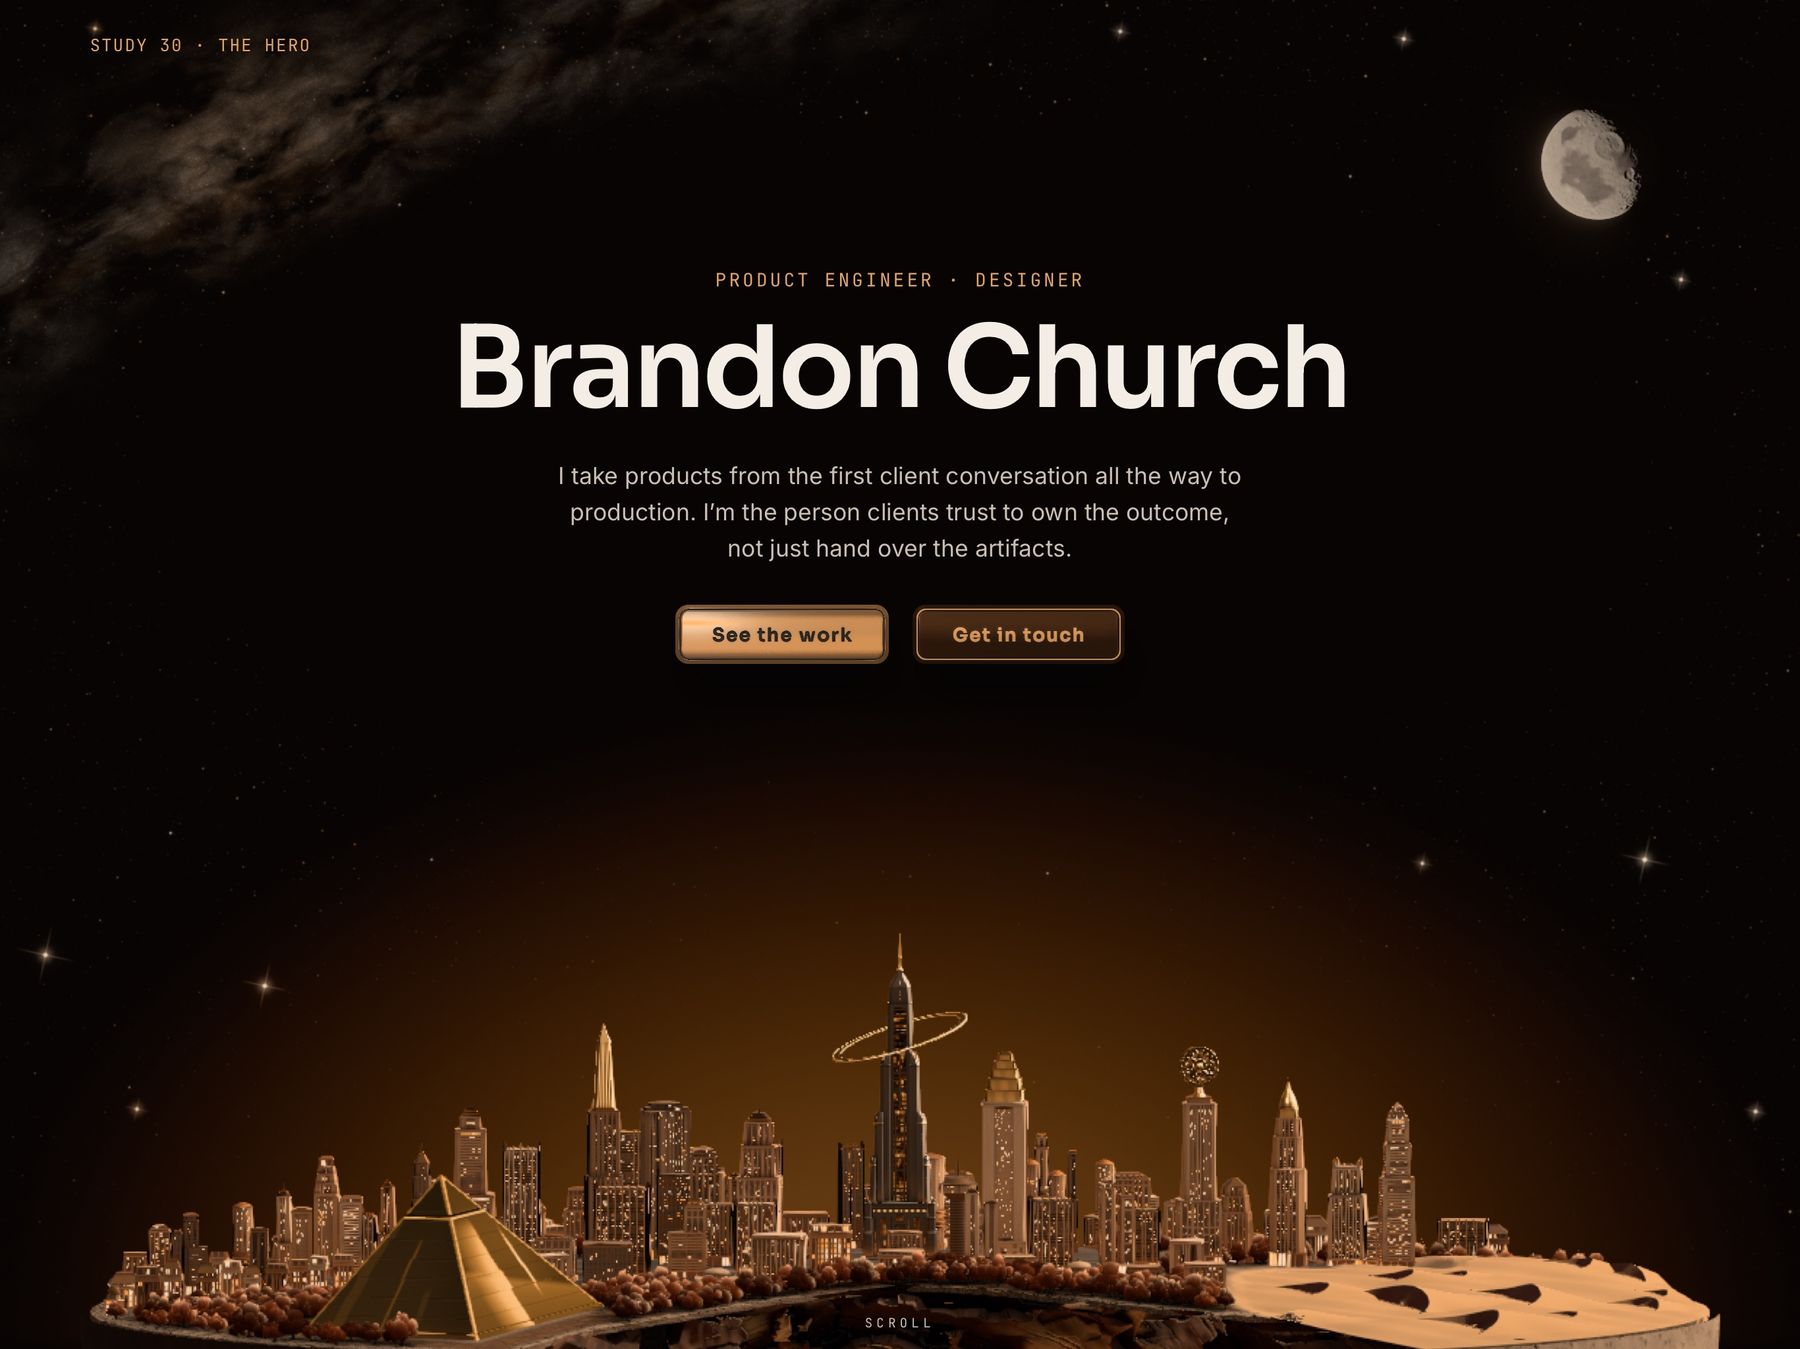 STUDY 30 · THE HERO
PRODUCT ENGINEER · DESIGNER
Brandon Church
I take products from the first client conversation all the way to
production. I’m the person clients trust to own the outcome,
not just hand over the artifacts.
See the work
Get in touch
SCROLL